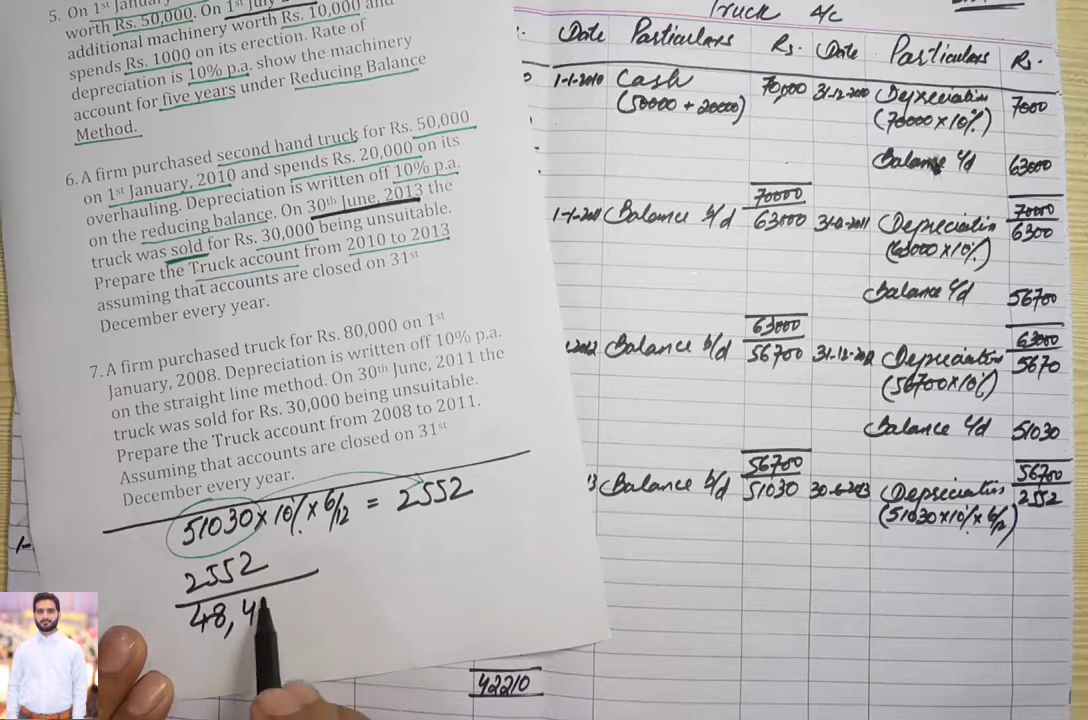 5. On 1st January
worth Rs. 50,000. On 1st July
additional machinery worth Rs. 10,000 and
spends Rs. 1000 on its erection. Rate of
depreciation is 10% p.a. show the machinery
account for five years under Reducing Balance
Method.
6. A firm purchased second hand truck for Rs. 50,000
on 1st January, 2010 and spends Rs. 20,000 on its
overhauling. Depreciation is written off 10% p.a.
on the reducing balance. On 30th June, 2013 the
truck was sold for Rs. 30,000 being unsuitable.
Prepare the Truck account from 2010 to 2013
assuming that accounts are closed on 31st
December every year.
7. A firm purchased truck for Rs. 80,000 on 1st
January, 2008. Depreciation is written off 10% p.a.
on the straight line method. On 30th June, 2011 the
truck was sold for Rs. 30,000 being unsuitable.
Prepare the Truck account from 2008 to 2011.
Assuming that accounts are closed on 31st
December every year.
51030 × 10% × 6/12 = 2552
2552
48,4
Truck A/c
Date Particulars Rs. Date Particulars Rs.
1-1-2010 Cash 70,000 31-12-2010 Depreciation 7000
(50000 + 20000) (70000×10%)
Balance c/d 63000
70000 70000
1-1-2011 Balance b/d 63000 Depreciation 6300
(63000×10%)
Balance c/d 56700
63000 63000
Balance b/d 56700 31-12-2012 Depreciation 5670
(56700×10%)
Balance c/d 51030
56700 56700
Balance b/d 51030 30-6-2013 Depreciation 2552
(51030×10%×6/12)
42210